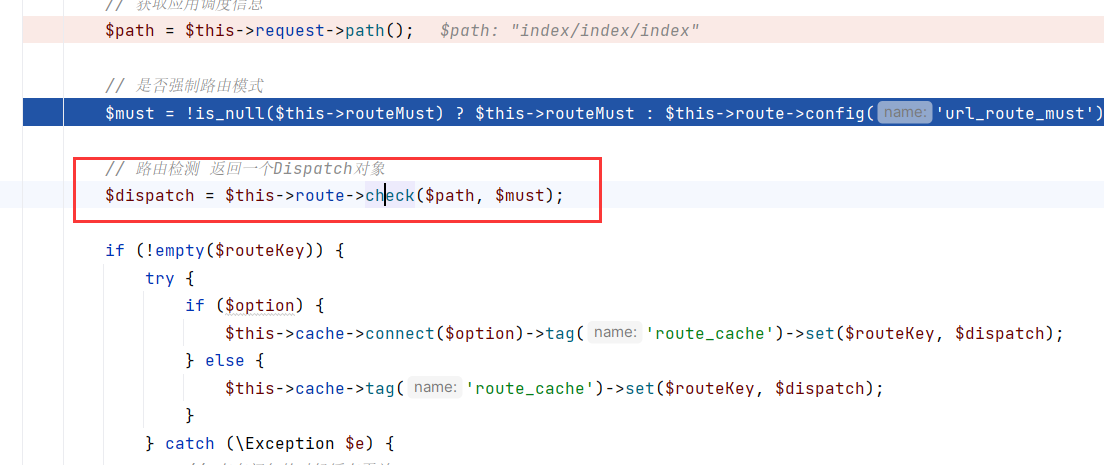 // 获取应用调度信息
$path = $this->request->path();   $path: "index/index/index"
// 是否强制路由模式
$must = !is_null($this->routeMust) ? $this->routeMust : $this->route->config( name: 'url_route_must')
// 路由检测 返回一个Dispatch对象
$dispatch = $this->route->check($path, $must);
if (!empty($routeKey)) {
try {
if ($option) {
$this->cache->connect($option)->tag( name: 'route_cache')->set($routeKey, $dispatch);
} else {
$this->cache->tag( name: 'route_cache')->set($routeKey, $dispatch);
}
} catch (\Exception $e) {